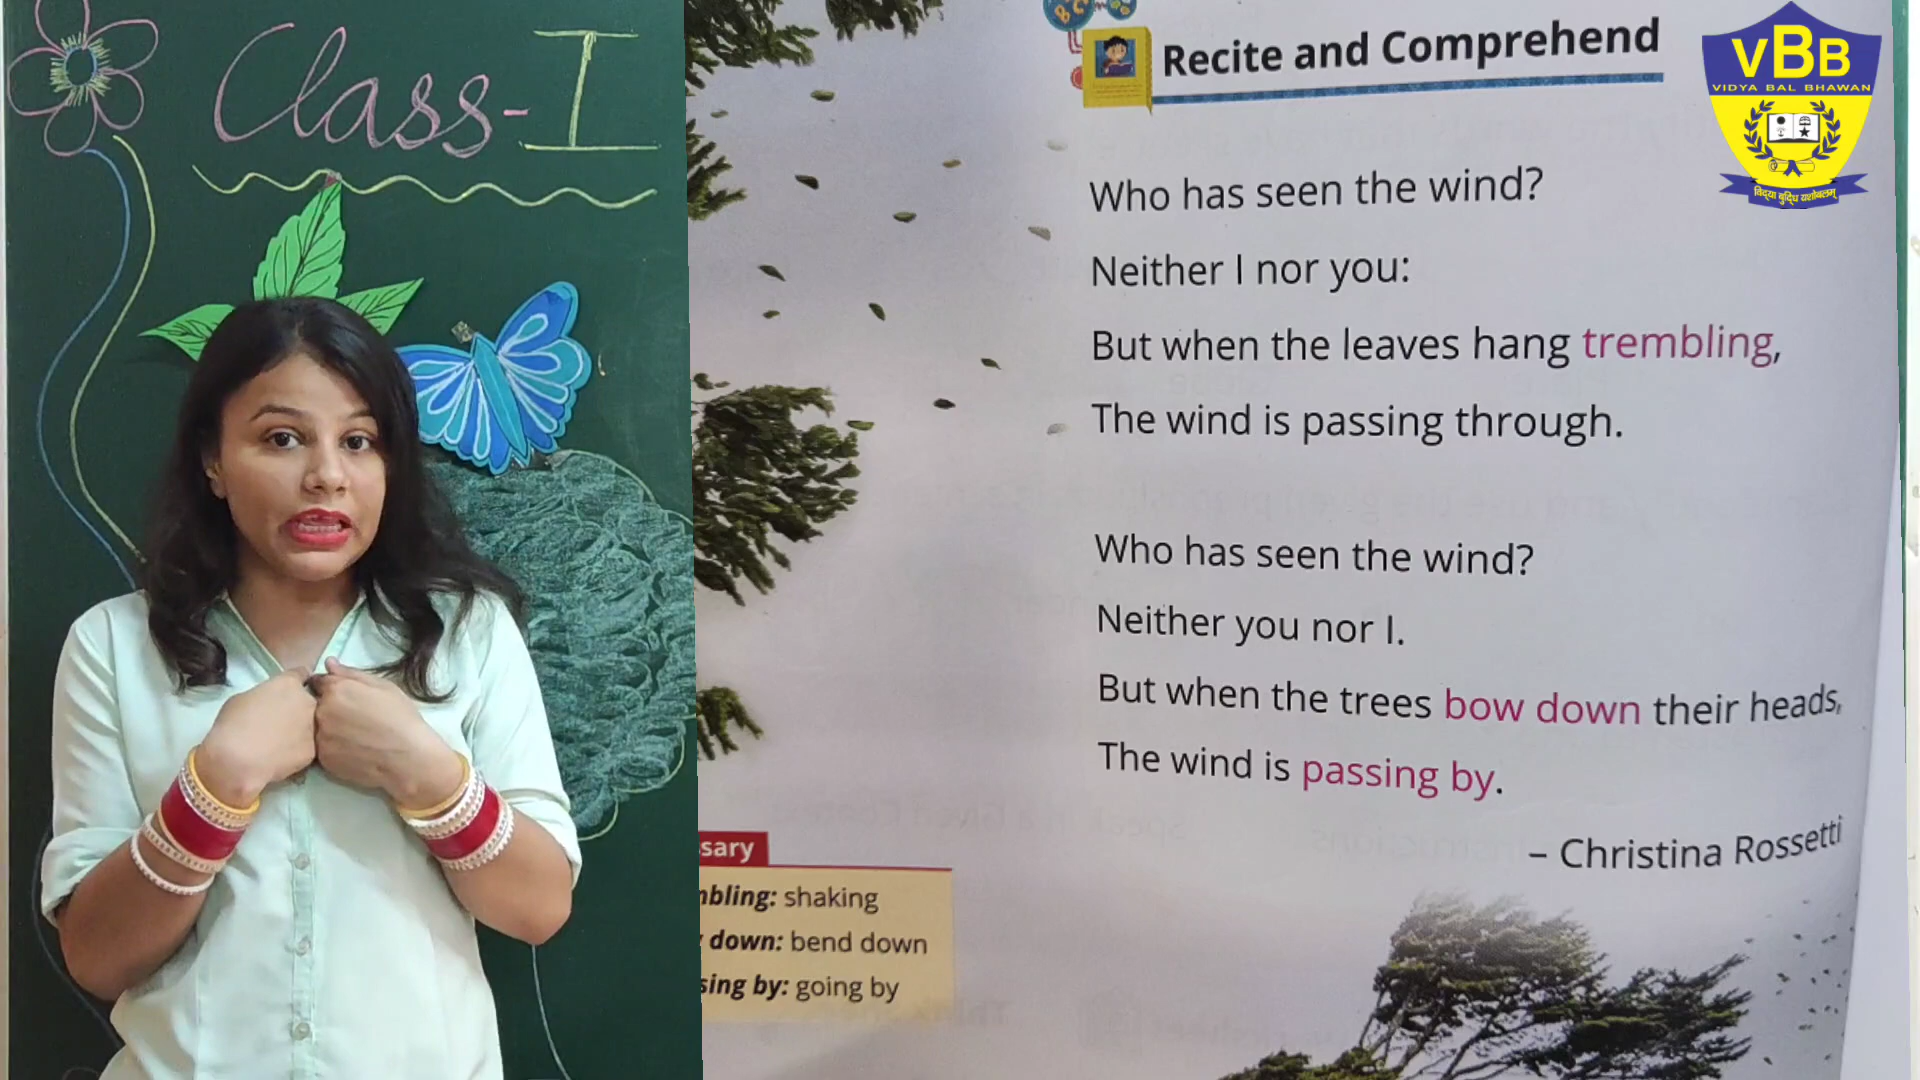 Class-I
Recite and Comprehend
VBB
VIDYA BAL BHAWAN
विद्या बुद्धि यशोबलम्
Who has seen the wind?
Neither I nor you:
But when the leaves hang trembling,
The wind is passing through.
Who has seen the wind?
Neither you nor I.
But when the trees bow down their heads,
The wind is passing by.
– Christina Rossetti
sary
mbling: shaking
down: bend down
sing by: going by